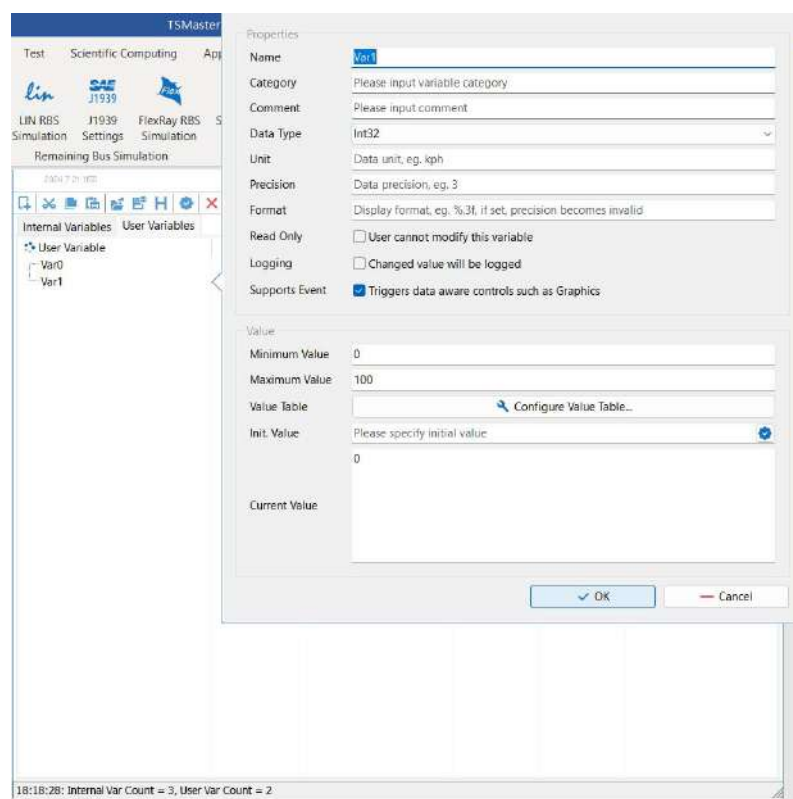 TSMaster
Test Scientific Computing App
lin SAE J1939 Flex
LIN RBS Simulation
J1939 Settings
FlexRay RBS Simulation
S
Remaining Bus Simulation
Internal Variables User Variables
User Variable
Var0
Var1
Properties
Name Var1
Category Please input variable category
Comment Please input comment
Data Type Int32
Unit Data unit, eg. kph
Precision Data precision, eg. 3
Format Display format, eg. %.3f, if set, precision becomes invalid
Read Only User cannot modify this variable
Logging Changed value will be logged
Supports Event Triggers data aware controls such as Graphics
Value
Minimum Value 0
Maximum Value 100
Value Table Configure Value Table...
Init. Value Please specify initial value
Current Value 0
OK Cancel
18:18:28: Internal Var Count = 3, User Var Count = 2